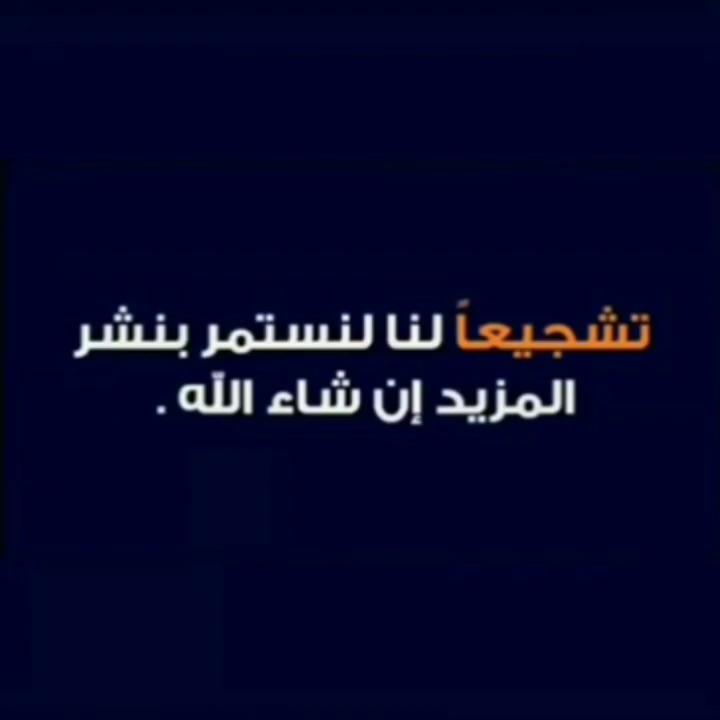 تشجيعاً لنا لنستمر بنشر
المزيد إن شاء الله .